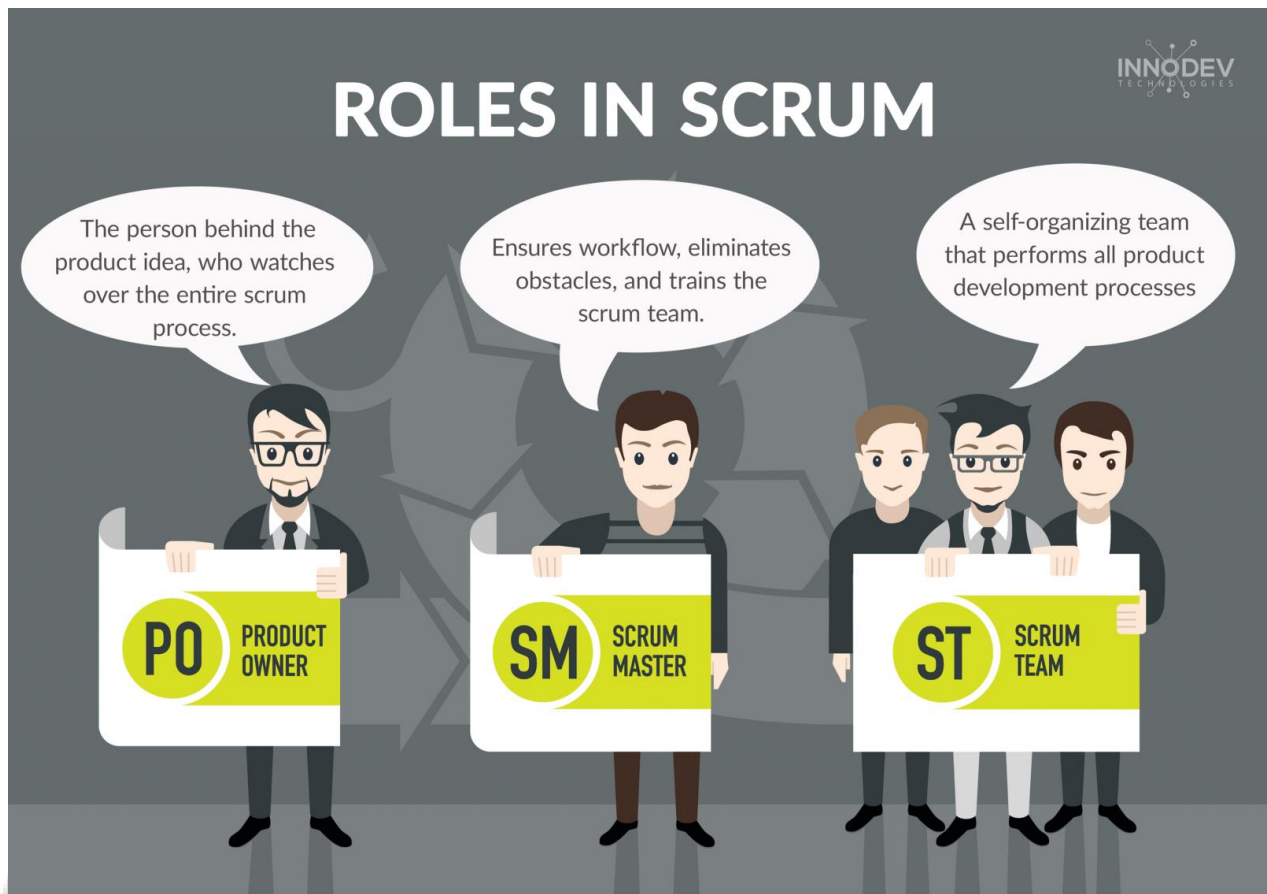 INNODEV
TECHNOLOGIES
ROLES IN SCRUM
The person behind the
product idea, who watches
over the entire scrum
process.
Ensures workflow, eliminates
obstacles, and trains the
scrum team.
A self-organizing team
that performs all product
development processes
PO
PRODUCT
OWNER
SM
SCRUM
MASTER
ST
SCRUM
TEAM